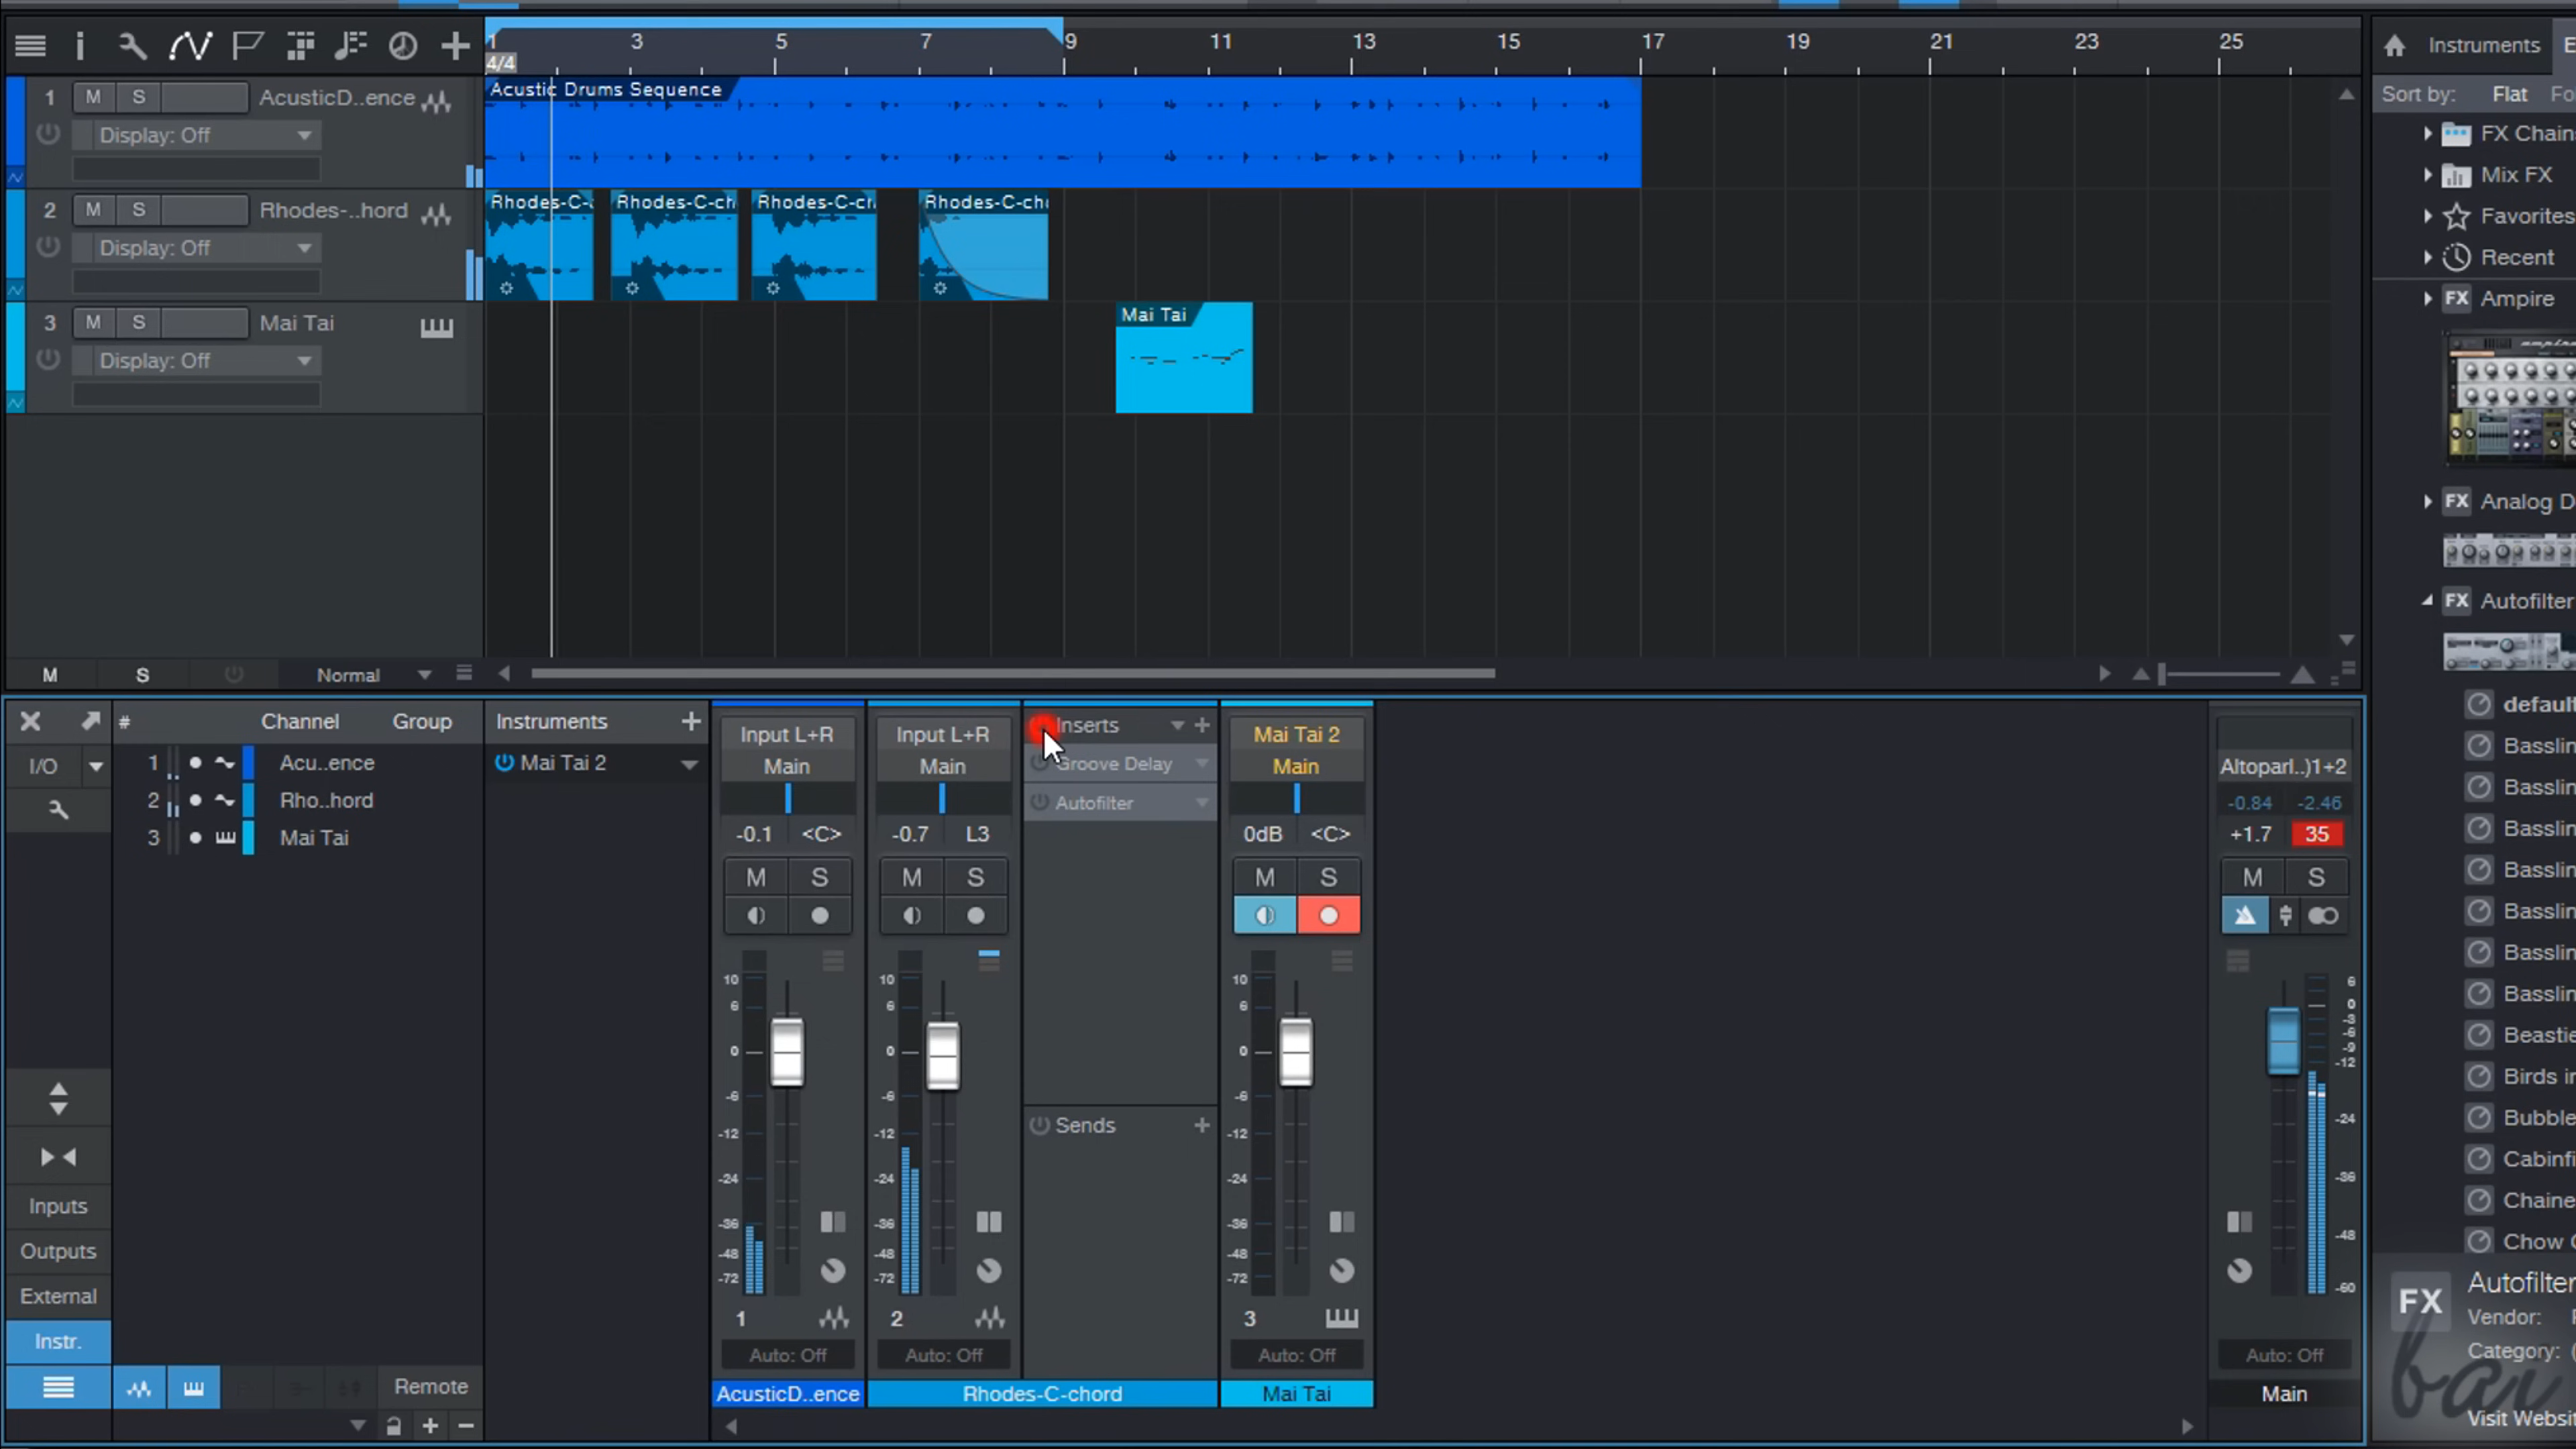 1 3 5 7 9 11 13 15 17 19 21 23 25
4/4
Instruments
Sort by: Flat
1 M S AcusticD..ence
Display: Off
2 M S Rhodes-..hord
Display: Off
3 M S Mai Tai
Display: Off
Acustic Drums Sequence
Rhodes-C- Rhodes-C-ch Rhodes-C-ch Rhodes-C-cho
Mai Tai
FX Chain
Mix FX
Favorites
Recent
FX Ampire
FX Analog D
FX Autofilter
default
Basslin
Basslin
Basslin
Basslin
Basslin
Basslin
Basslin
Beastie
Birds in
Bubble
Cabinfi
Chaine
Chow C
M S Normal
# Channel Group
I/O
1 Acu..ence
2 Rho..hord
3 Mai Tai
Inputs
Outputs
External
Instr.
Remote
Instruments +
Mai Tai 2
Input L+R
Main
-0.1 <C>
M S
10
6
0
-6
-12
-24
-36
-48
-72
1
Auto: Off
AcusticD..ence
Input L+R
Main
-0.7 L3
M S
10
6
0
-6
-12
-24
-36
-48
-72
2
Auto: Off
Rhodes-C-chord
Inserts
Groove Delay
Autofilter
Sends
Mai Tai 2
Main
0dB <C>
M S
10
6
0
-6
-12
-24
-36
-48
-72
3
Auto: Off
Mai Tai
Altoparl..)1+2
-0.84 -2.46
+1.7 35
M S
6
0
-3
-6
-9
-12
-24
-36
-48
-60
Auto: Off
Main
FX Autofilter
Vendor:
Category:
Visit Websit